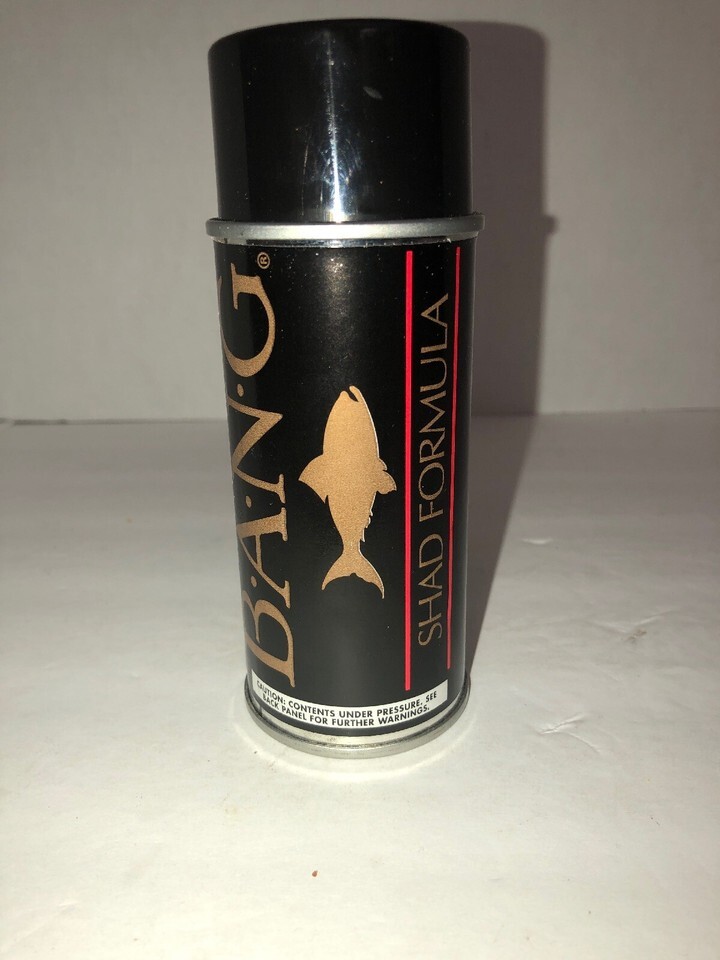 B·A·N·G®
SHAD FORMULA
CAUTION: CONTENTS UNDER PRESSURE. SEE
BACK PANEL FOR FURTHER WARNINGS.